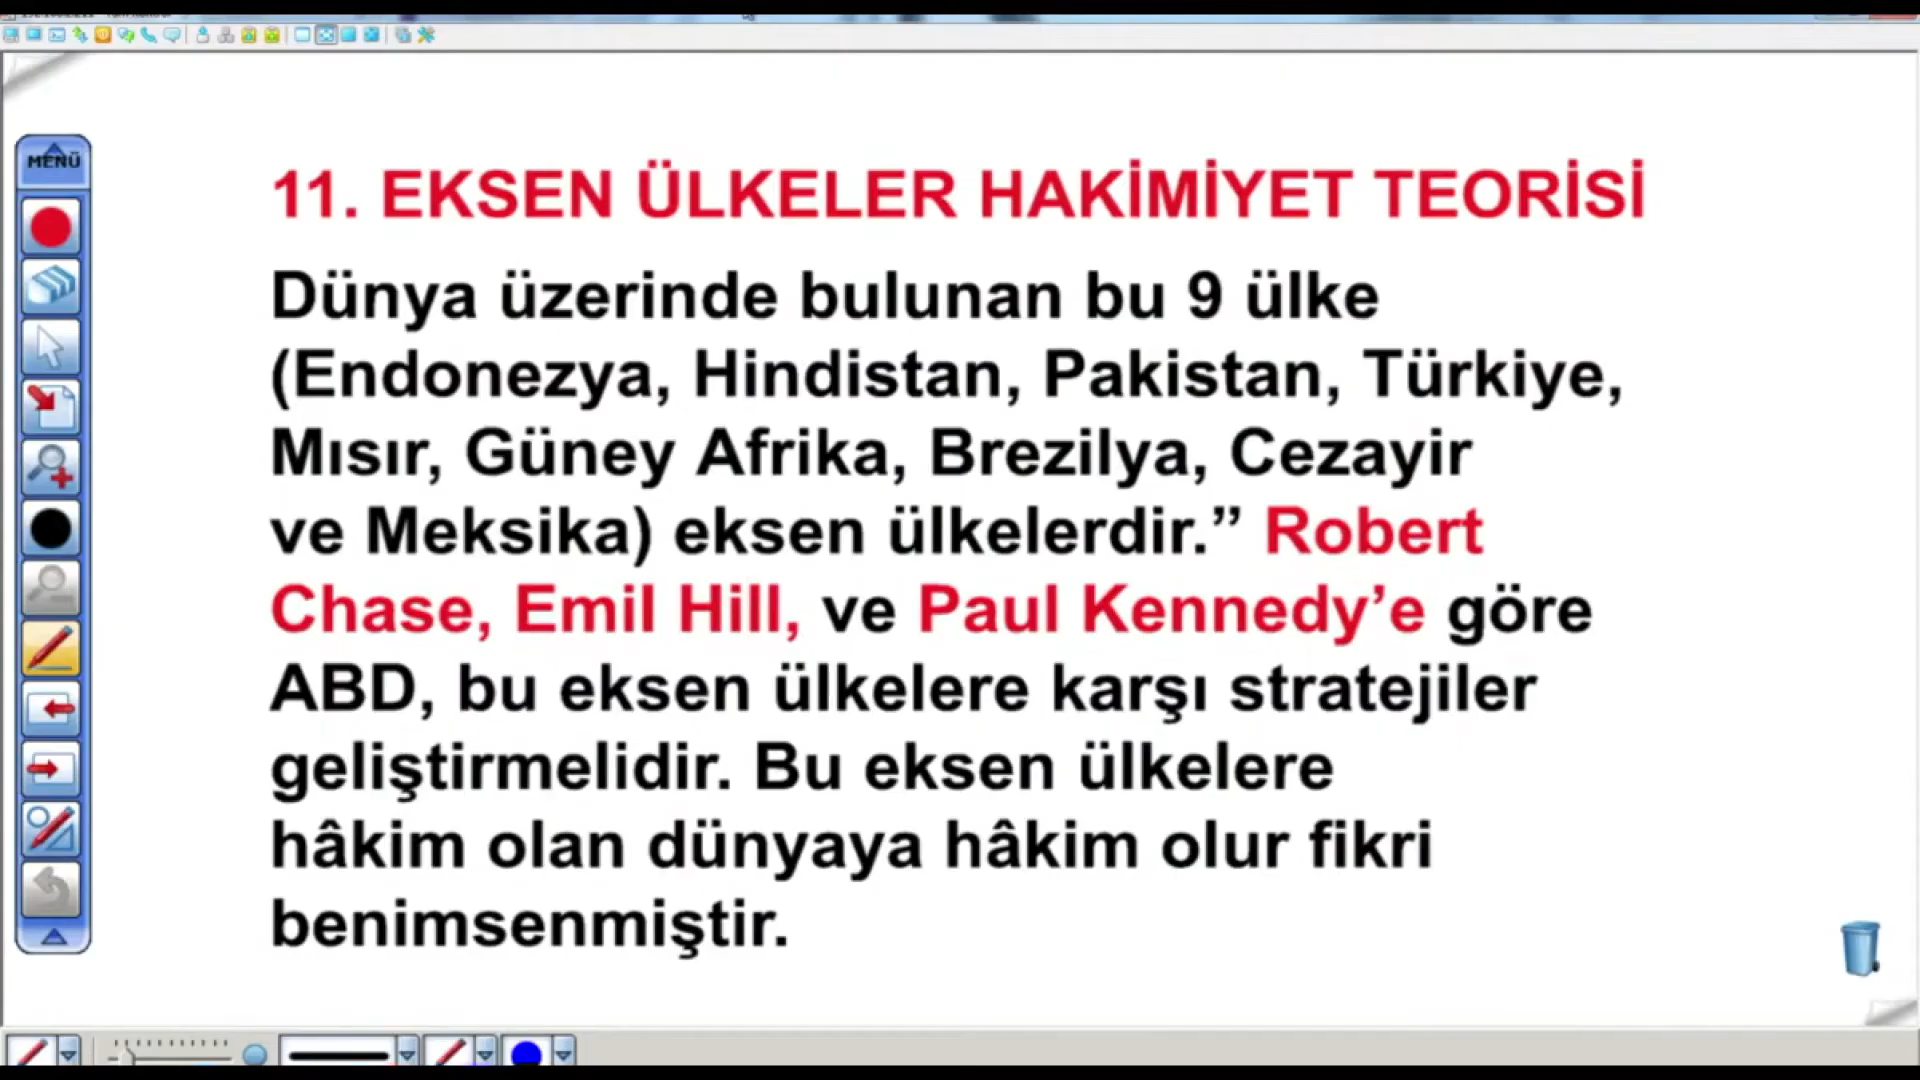 MENÜ
11. EKSEN ÜLKELER HAKİMİYET TEORİSİ
Dünya üzerinde bulunan bu 9 ülke
(Endonezya, Hindistan, Pakistan, Türkiye,
Mısır, Güney Afrika, Brezilya, Cezayir
ve Meksika) eksen ülkelerdir.” Robert
Chase, Emil Hill, ve Paul Kennedy’e göre
ABD, bu eksen ülkelere karşı stratejiler
geliştirmelidir. Bu eksen ülkelere
hâkim olan dünyaya hâkim olur fikri
benimsenmiştir.